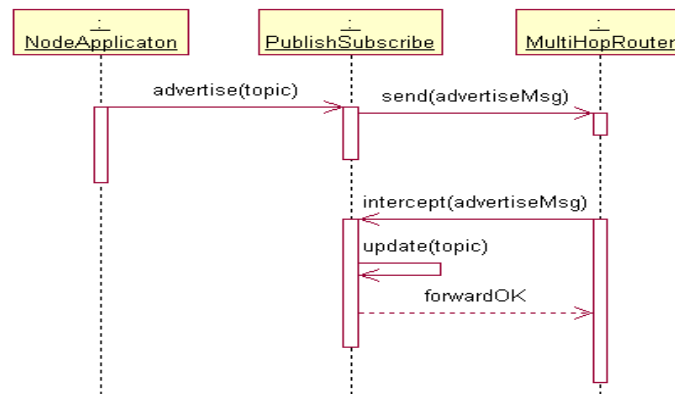 :
NodeApplicaton
:
PublishSubscribe
:
MultiHopRouter
advertise(topic)
send(advertiseMsg)
intercept(advertiseMsg)
update(topic)
forwardOK